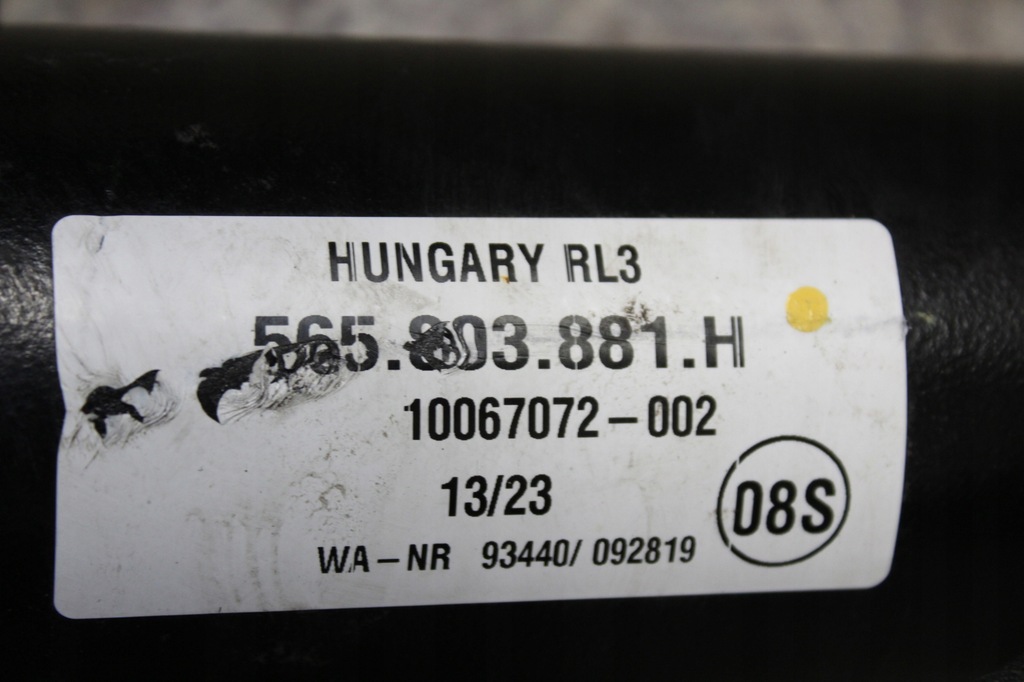 HUNGARY RL3
565.803.881.H
10067072-002
13/23
08S
WA-NR 93440/ 092819